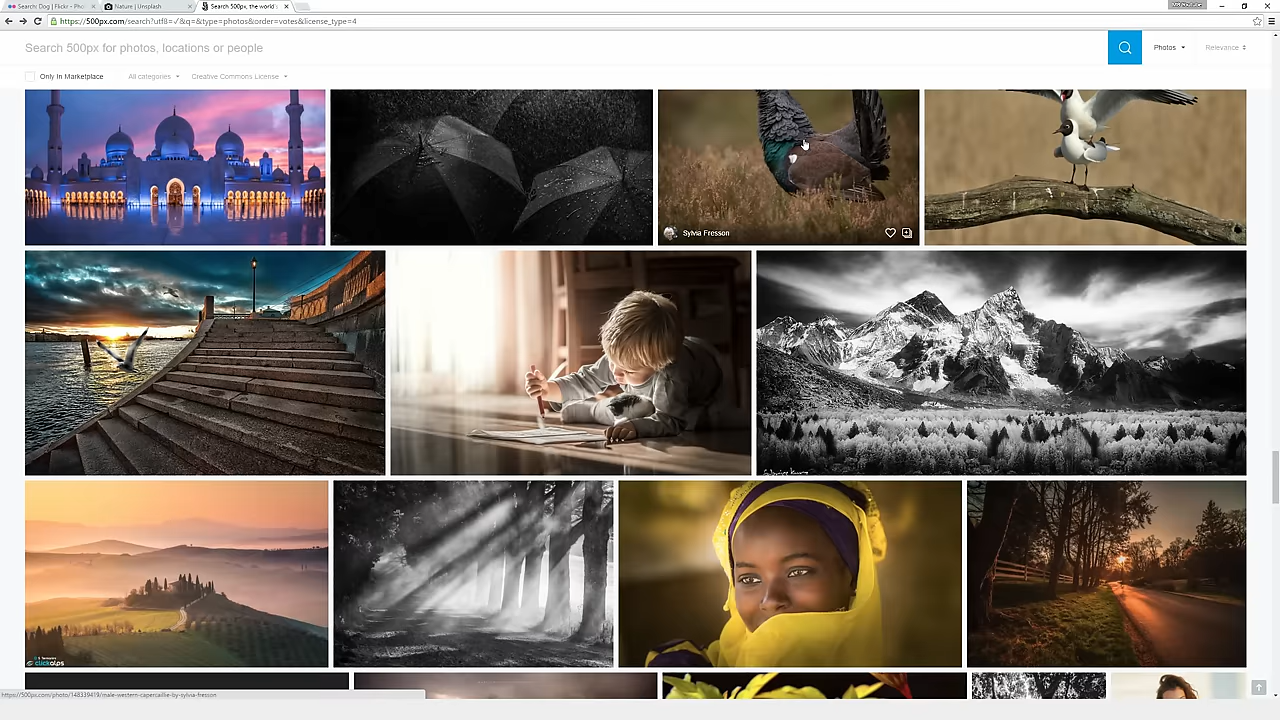 Search: Dog | Flickr - Pho
Nature | Unsplash
Search 500px, the world's
https://500px.com/search?utf8=✓&q=&type=photos&order=votes&license_type=4
Search 500px for photos, locations or people
Photos
Relevance
Only In Marketplace
All categories
Creative Commons License
Sylvia Fresson
clickalps
https://500px.com/photo/148339419/male-western-capercaillie-by-sylvia-fresson